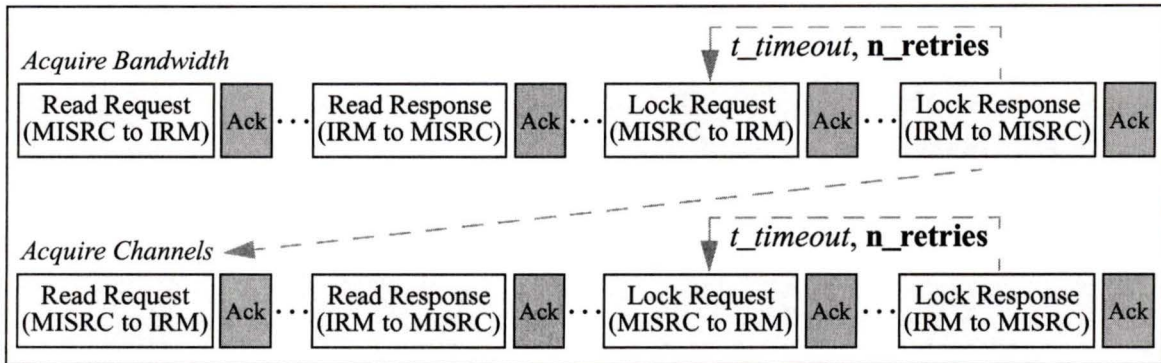 t_timeout, n_retries
Acquire Bandwidth
Read Request Ack ... Read Response Ack ... Lock Request Ack ... Lock Response Ack
(MISRC to IRM) (IRM to MISRC) (MISRC to IRM) (IRM to MISRC)
t_timeout, n_retries
Acquire Channels
Read Request Ack ... Read Response Ack ... Lock Request Ack ... Lock Response Ack
(MISRC to IRM) (IRM to MISRC) (MISRC to IRM) (IRM to MISRC)